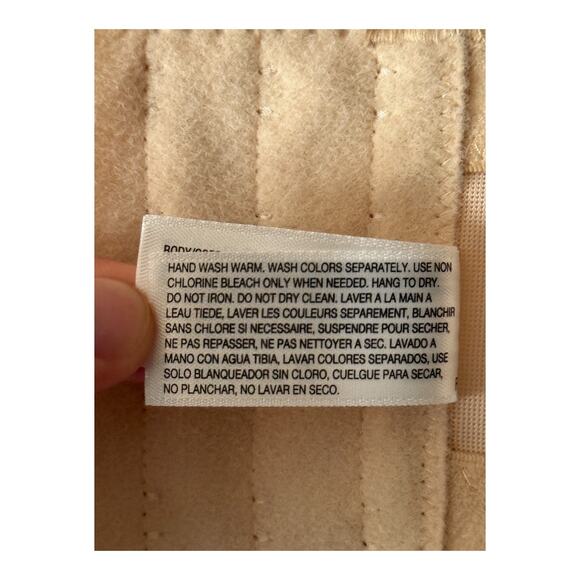 HAND WASH WARM. WASH COLORS SEPARATELY. USE NON
CHLORINE BLEACH ONLY WHEN NEEDED. HANG TO DRY.
DO NOT IRON. DO NOT DRY CLEAN. LAVER A LA MAIN A
LEAU TIEDE, LAVER LES COULEURS SEPAREMENT, BLANCHIR
SANS CHLORE SI NECESSAIRE, SUSPENDRE POUR SECHER,
NE PAS REPASSER, NE PAS NETTOYER A SEC. LAVADO A
MANO CON AGUA TIBIA, LAVAR COLORES SEPARADOS, USE
SOLO BLANQUEADOR SIN CLORO, CUELGUE PARA SECAR,
NO PLANCHAR, NO LAVAR EN SECO.